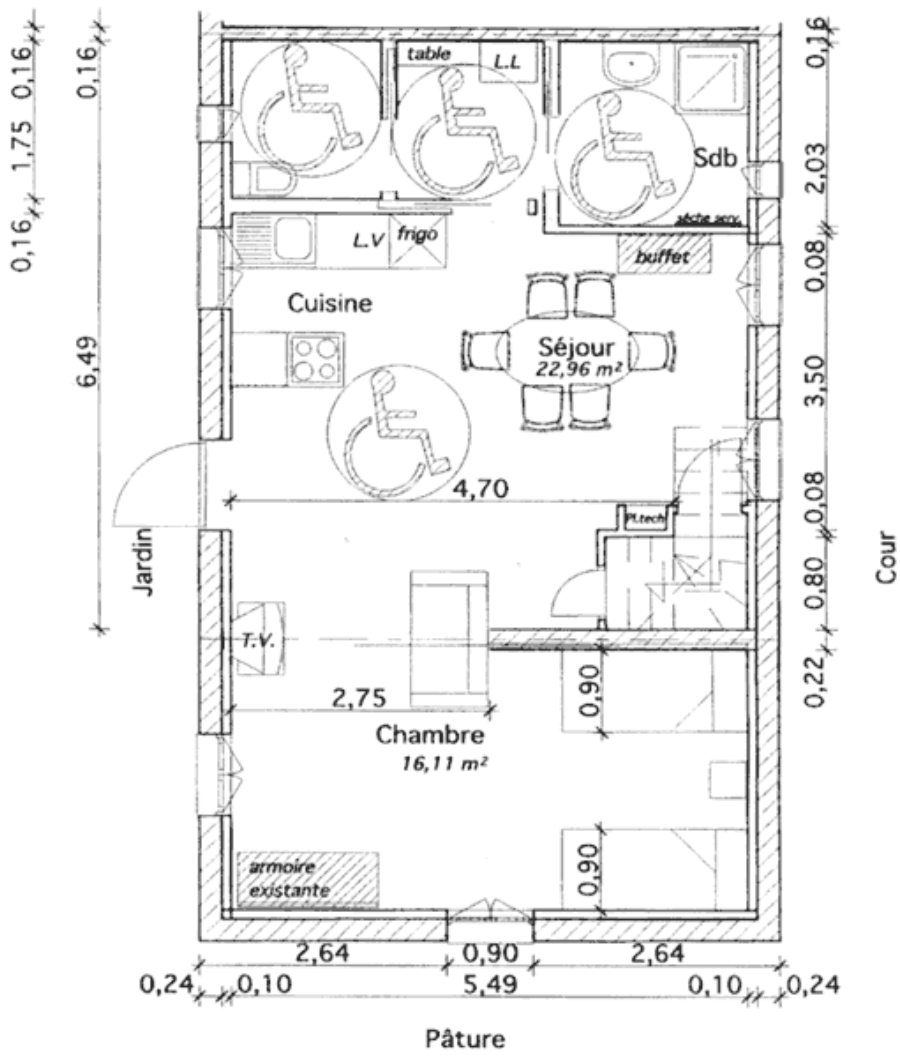 0,16
1,75
0,16
0,16
6,49
table
L.L
Sdb
sèche serv.
L.V
frigo
buffet
Cuisine
Séjour
22,96 m²
4,70
Pl.tech
Jardin
Cour
T.V.
2,75
0,90
Chambre
16,11 m²
0,90
armoire
existante
0,16
2,03
0,08
3,50
0,08
0,80
0,22
2,64
0,90
2,64
0,24
0,10
5,49
0,10
0,24
Pâture